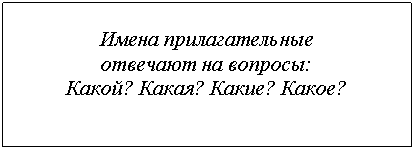 Имена прилагательные
отвечают на вопросы:
Какой? Какая? Какие? Какое?